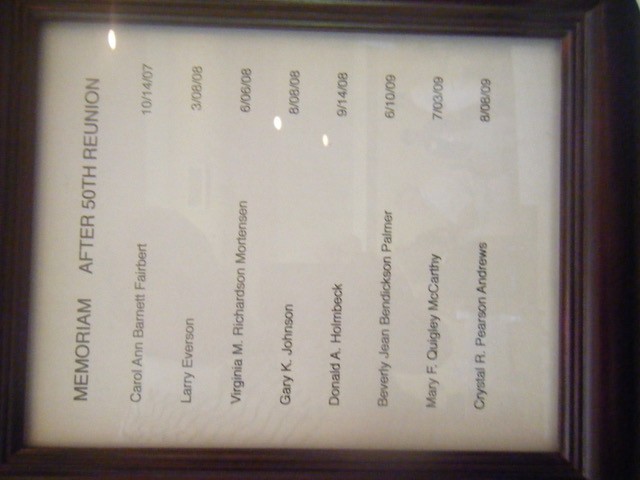 MEMORIAM AFTER 50TH REUNION
Carol Ann Barnett Fairbert 10/14/07
Larry Everson 3/08/08
Virginia M. Richardson Mortensen 6/06/08
Gary K. Johnson 8/08/08
Donald A. Holmbeck 9/14/08
Beverly Jean Bendickson Palmer 6/10/09
Mary F. Quigley McCarthy 7/03/09
Crystal R. Pearson Andrews 8/08/09